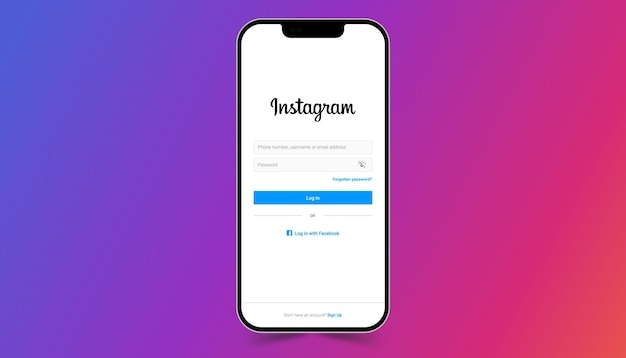 Instagram
Phone number, username or email address
Password
Forgotten password?
Log In
OR
Log in with Facebook
Don't have an account? Sign Up